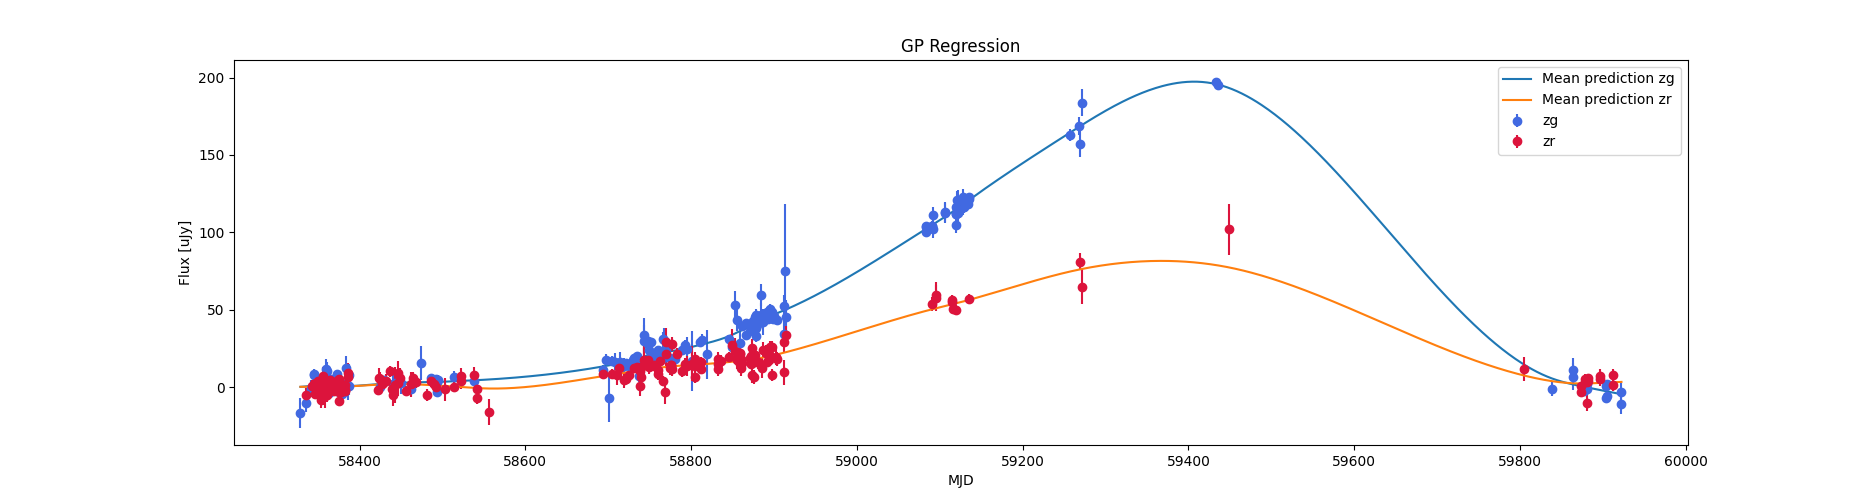 GP Regression
Flux [uJy]
200
150
100
50
0
58400
58600
58800
59000
59200
59400
59600
59800
60000
MJD
Mean prediction zg
Mean prediction zr
zg
zr